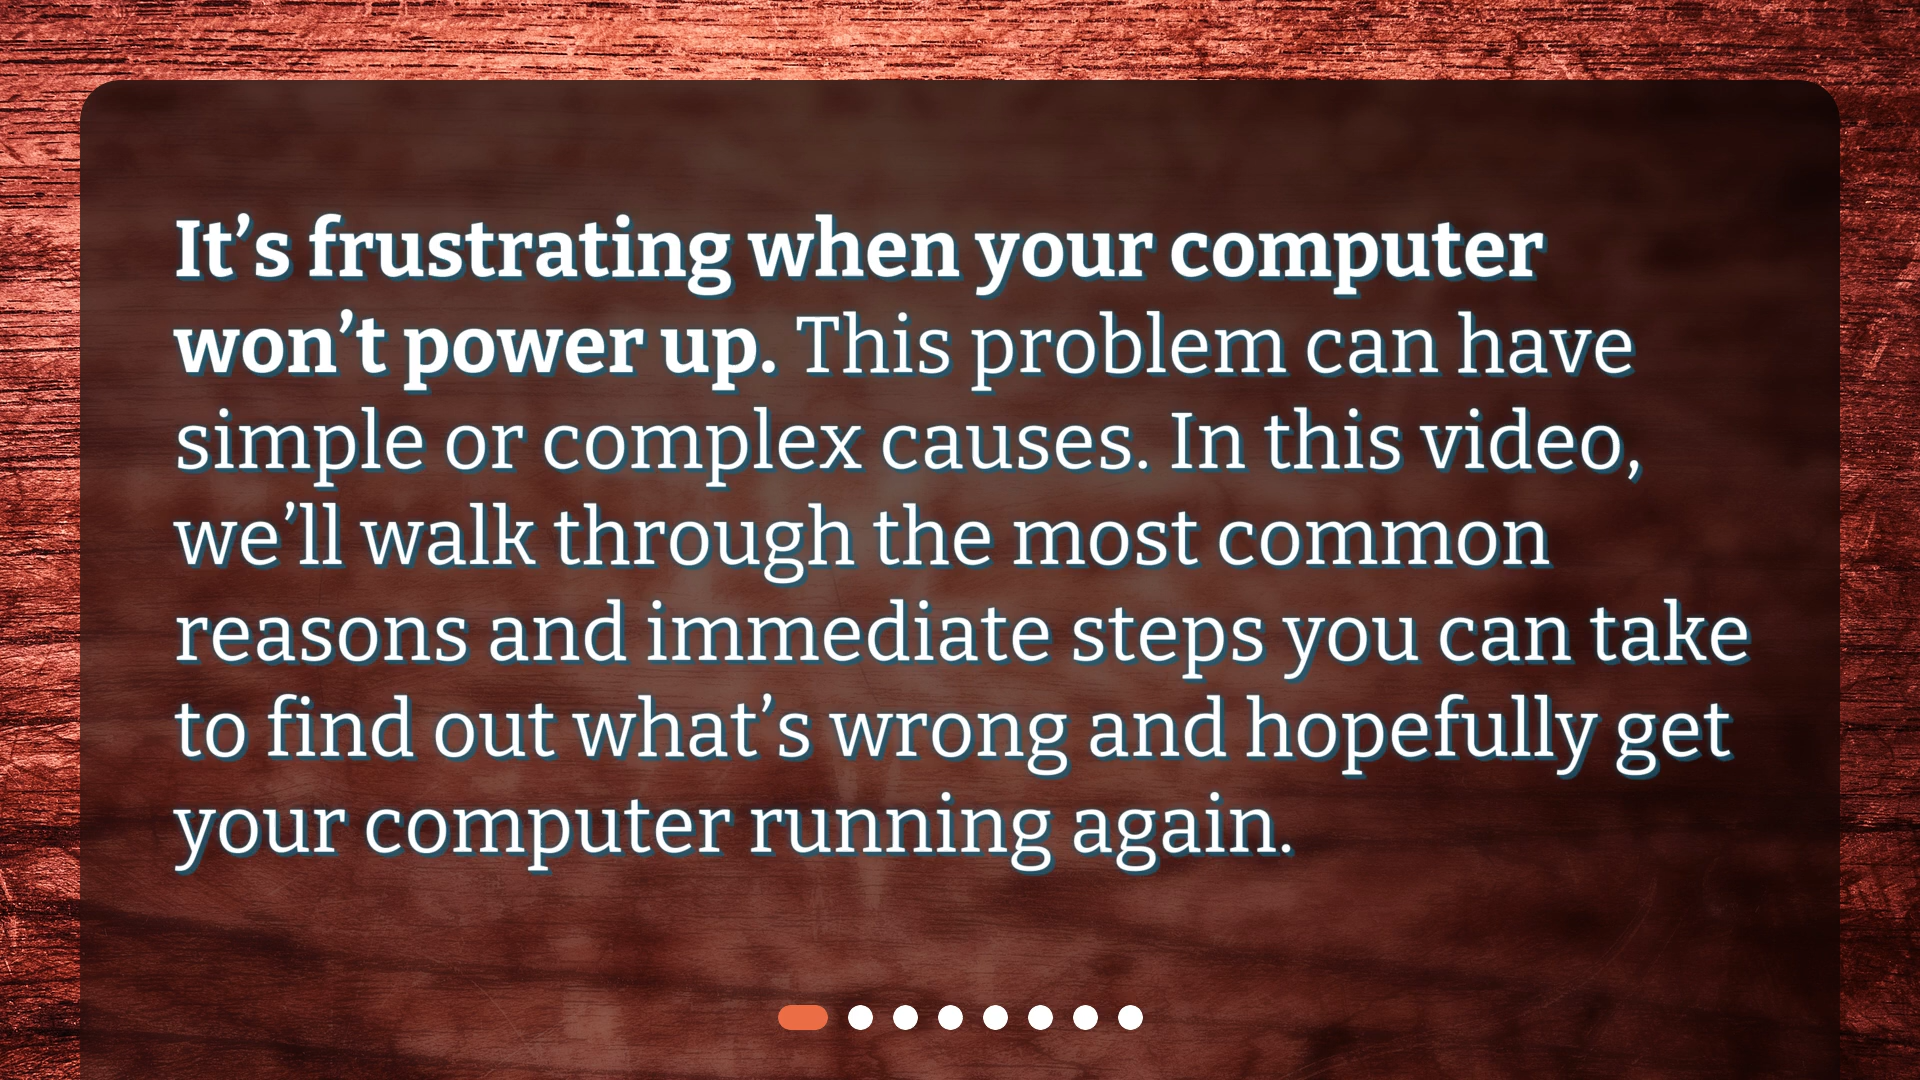 It’s frustrating when your computer
won’t power up. This problem can have
simple or complex causes. In this video,
we’ll walk through the most common
reasons and immediate steps you can take
to find out what’s wrong and hopefully get
your computer running again.